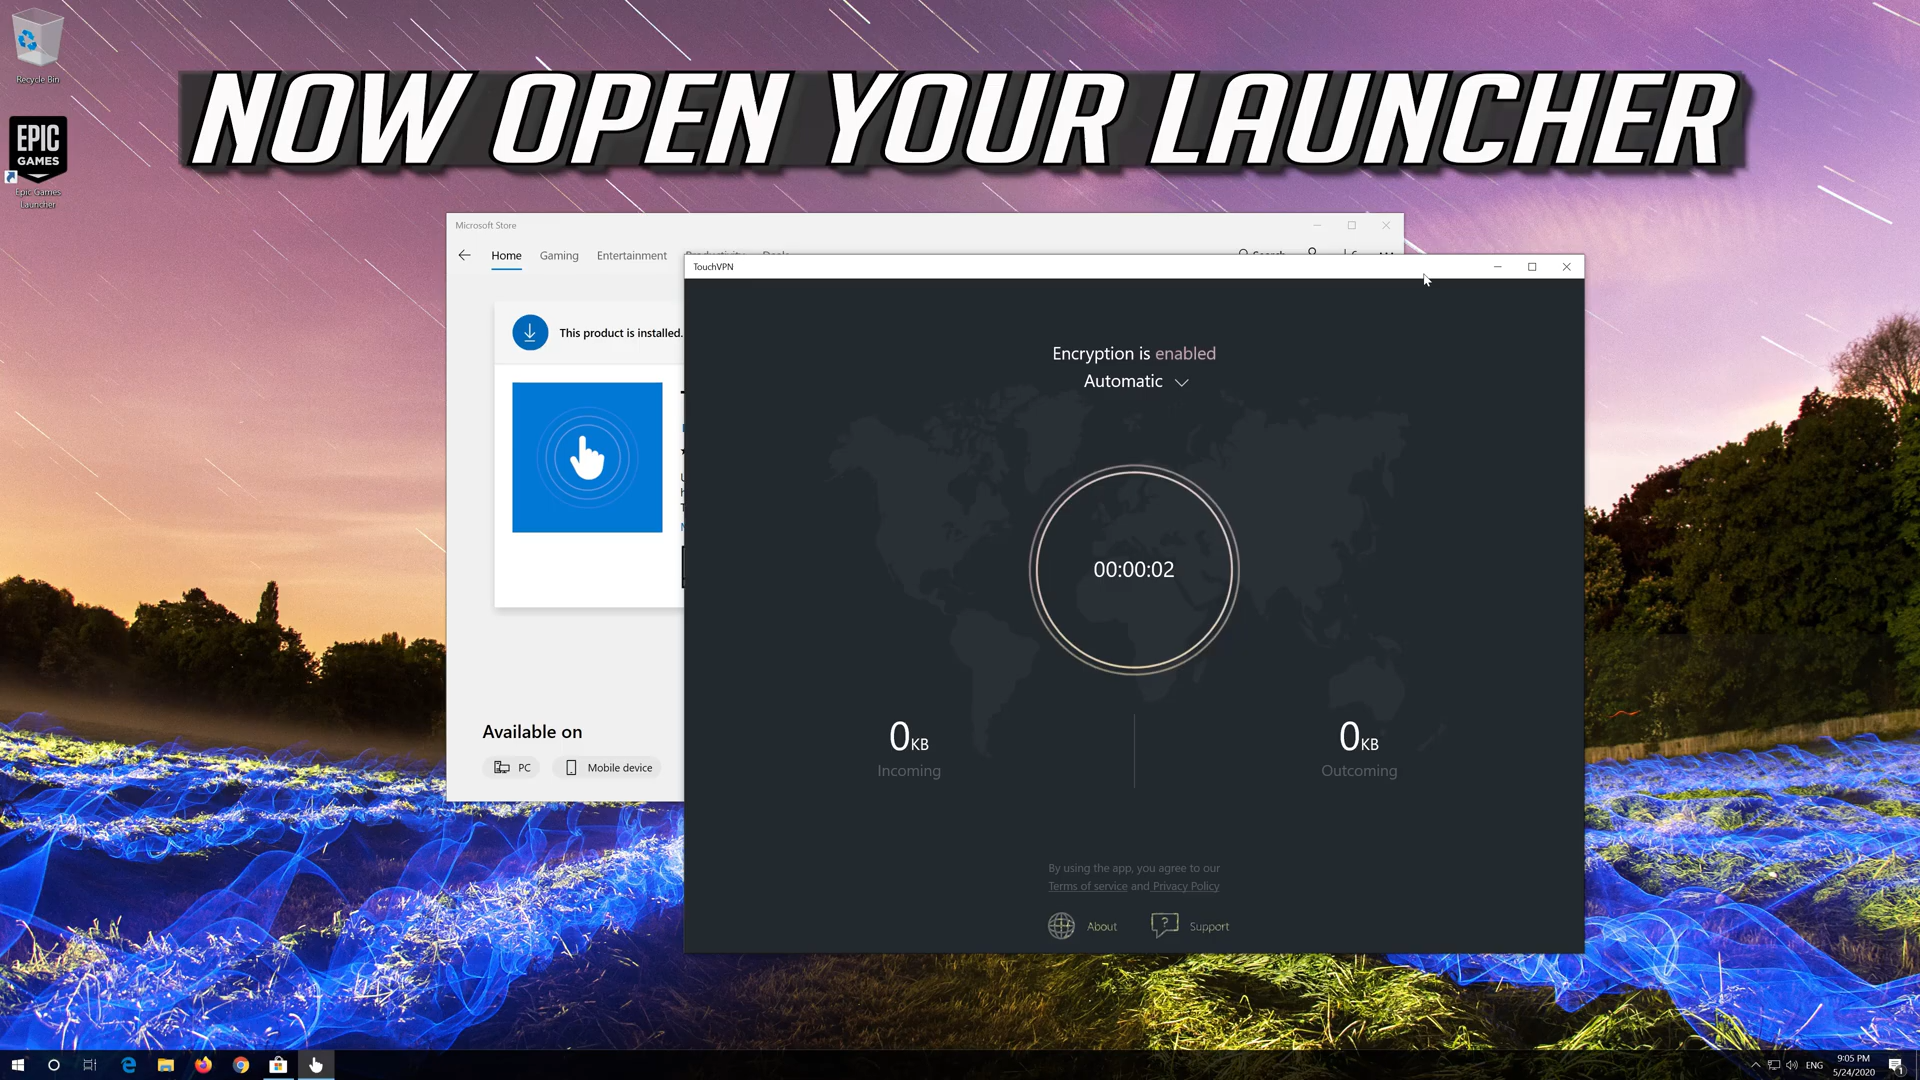 Recycle Bin
EPIC
GAMES
Epic Games
Launcher
NOW OPEN YOUR LAUNCHER
Microsoft Store
Home Gaming Entertainment
This product is installed.
Available on
PC Mobile device
TouchVPN
Encryption is enabled
Automatic
00:00:02
0KB
Incoming
0KB
Outcoming
By using the app, you agree to our
Terms of service and Privacy Policy
About Support
ENG
9:05 PM
5/24/2020